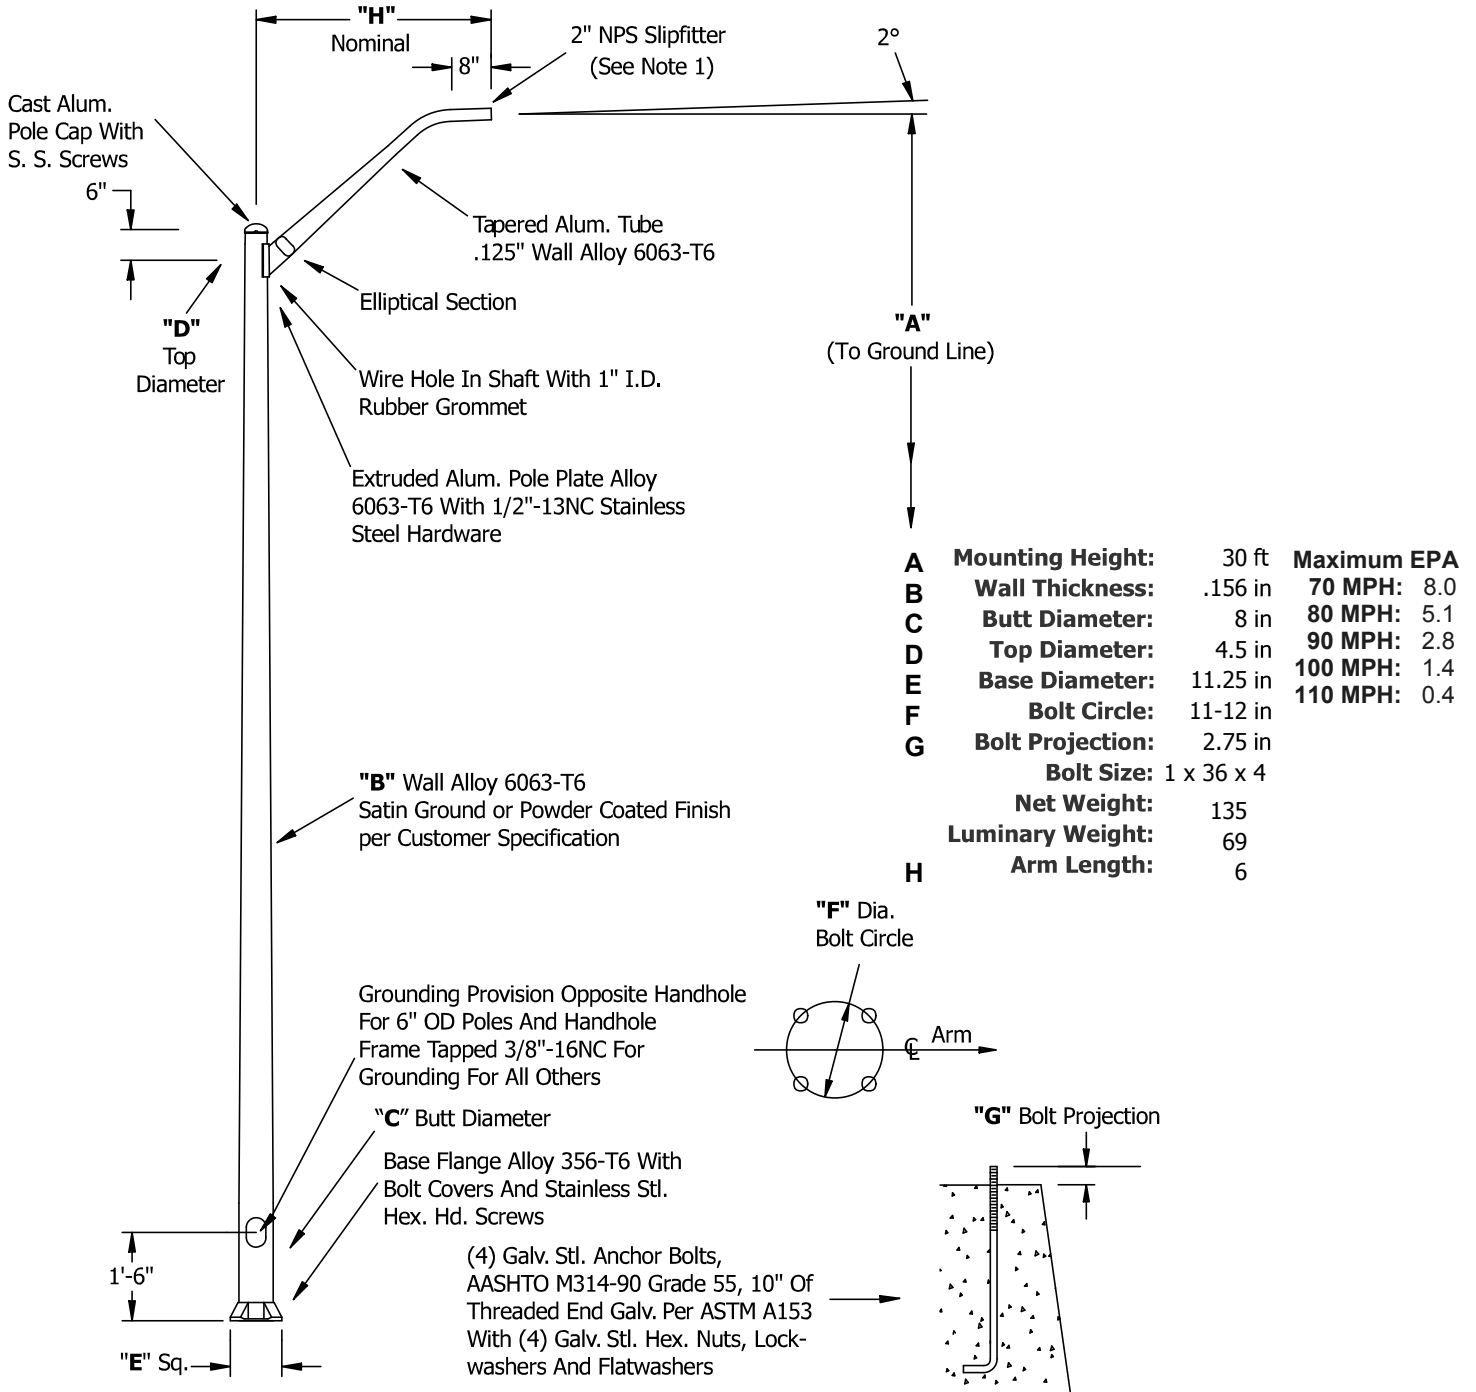 "H"
Nominal
8"
2" NPS Slipfitter
(See Note 1)
2°
Cast Alum.
Pole Cap With
S. S. Screws
6"
Tapered Alum. Tube
.125" Wall Alloy 6063-T6
Elliptical Section
"D"
Top
Diameter
"A"
(To Ground Line)
Wire Hole In Shaft With 1" I.D.
Rubber Grommet
Extruded Alum. Pole Plate Alloy
6063-T6 With 1/2"-13NC Stainless
Steel Hardware
A Mounting Height: 30 ft
B Wall Thickness: .156 in
C Butt Diameter: 8 in
D Top Diameter: 4.5 in
E Base Diameter: 11.25 in
F Bolt Circle: 11-12 in
G Bolt Projection: 2.75 in
Bolt Size: 1 x 36 x 4
Net Weight: 135
Luminary Weight: 69
H Arm Length: 6
Maximum EPA
70 MPH: 8.0
80 MPH: 5.1
90 MPH: 2.8
100 MPH: 1.4
110 MPH: 0.4
"B" Wall Alloy 6063-T6
Satin Ground or Powder Coated Finish
per Customer Specification
"F" Dia.
Bolt Circle
℄ Arm
Grounding Provision Opposite Handhole
For 6" OD Poles And Handhole
Frame Tapped 3/8"-16NC For
Grounding For All Others
“C” Butt Diameter
Base Flange Alloy 356-T6 With
Bolt Covers And Stainless Stl.
Hex. Hd. Screws
"G" Bolt Projection
1'-6"
(4) Galv. Stl. Anchor Bolts,
AASHTO M314-90 Grade 55, 10" Of
Threaded End Galv. Per ASTM A153
With (4) Galv. Stl. Hex. Nuts, Lock-
washers And Flatwashers
"E" Sq.